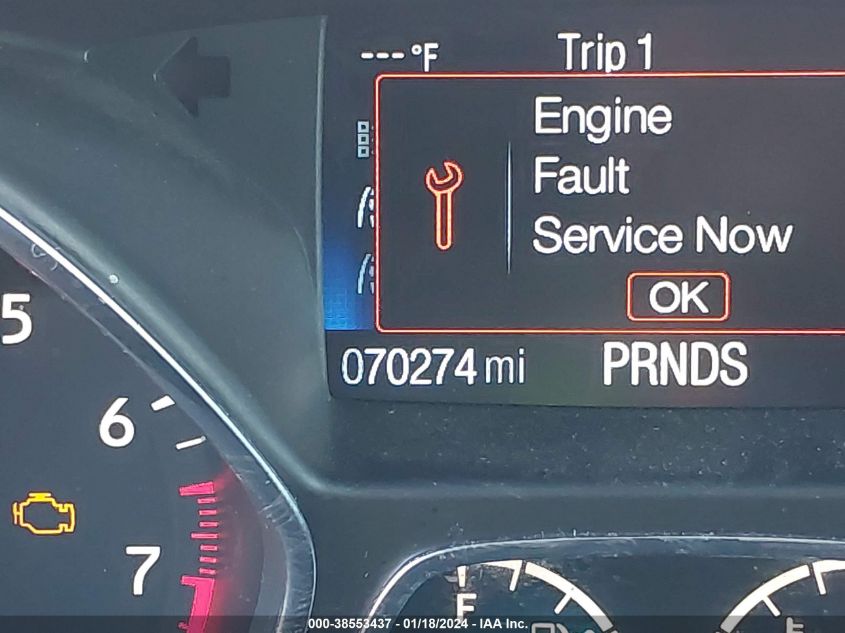 ---°F
Trip 1
Engine
Fault
Service Now
OK
070274 mi
PRNDS
5
6
7
F
000-38553437 - 01/18/2024 - IAA Inc.